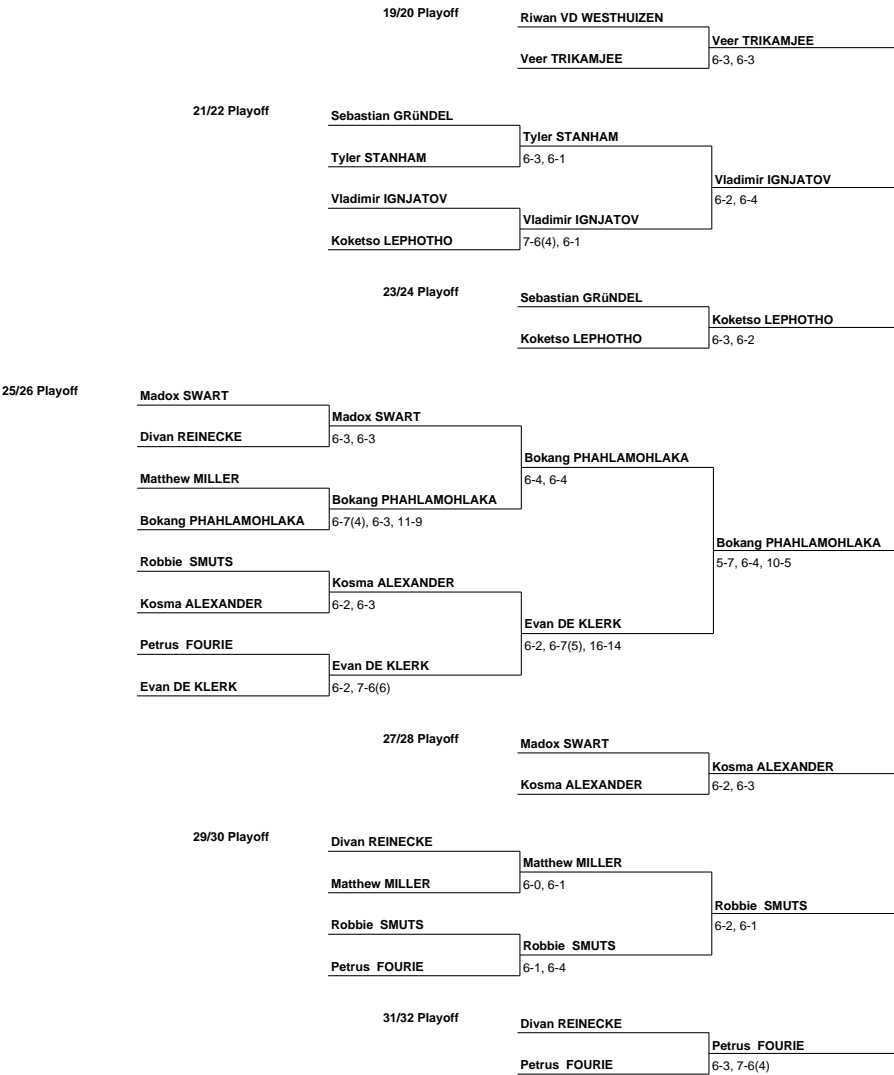 19/20 Playoff
Riwan VD WESTHUIZEN
Veer TRIKAMJEE
Veer TRIKAMJEE
6-3, 6-3
21/22 Playoff
Sebastian GRüNDEL
Tyler STANHAM
Tyler STANHAM
6-3, 6-1
Vladimir IGNJATOV
6-2, 6-4
Vladimir IGNJATOV
Vladimir IGNJATOV
Koketso LEPHOTHO
7-6(4), 6-1
23/24 Playoff
Sebastian GRüNDEL
Koketso LEPHOTHO
Koketso LEPHOTHO
6-3, 6-2
25/26 Playoff
Madox SWART
Madox SWART
Divan REINECKE
6-3, 6-3
Bokang PHAHLAMOHLAKA
6-4, 6-4
Matthew MILLER
Bokang PHAHLAMOHLAKA
Bokang PHAHLAMOHLAKA
6-7(4), 6-3, 11-9
Bokang PHAHLAMOHLAKA
5-7, 6-4, 10-5
Robbie SMUTS
Kosma ALEXANDER
Kosma ALEXANDER
6-2, 6-3
Evan DE KLERK
6-2, 6-7(5), 16-14
Petrus FOURIE
Evan DE KLERK
Evan DE KLERK
6-2, 7-6(6)
27/28 Playoff
Madox SWART
Kosma ALEXANDER
Kosma ALEXANDER
6-2, 6-3
29/30 Playoff
Divan REINECKE
Matthew MILLER
Matthew MILLER
6-0, 6-1
Robbie SMUTS
6-2, 6-1
Robbie SMUTS
Robbie SMUTS
Petrus FOURIE
6-1, 6-4
31/32 Playoff
Divan REINECKE
Petrus FOURIE
Petrus FOURIE
6-3, 7-6(4)